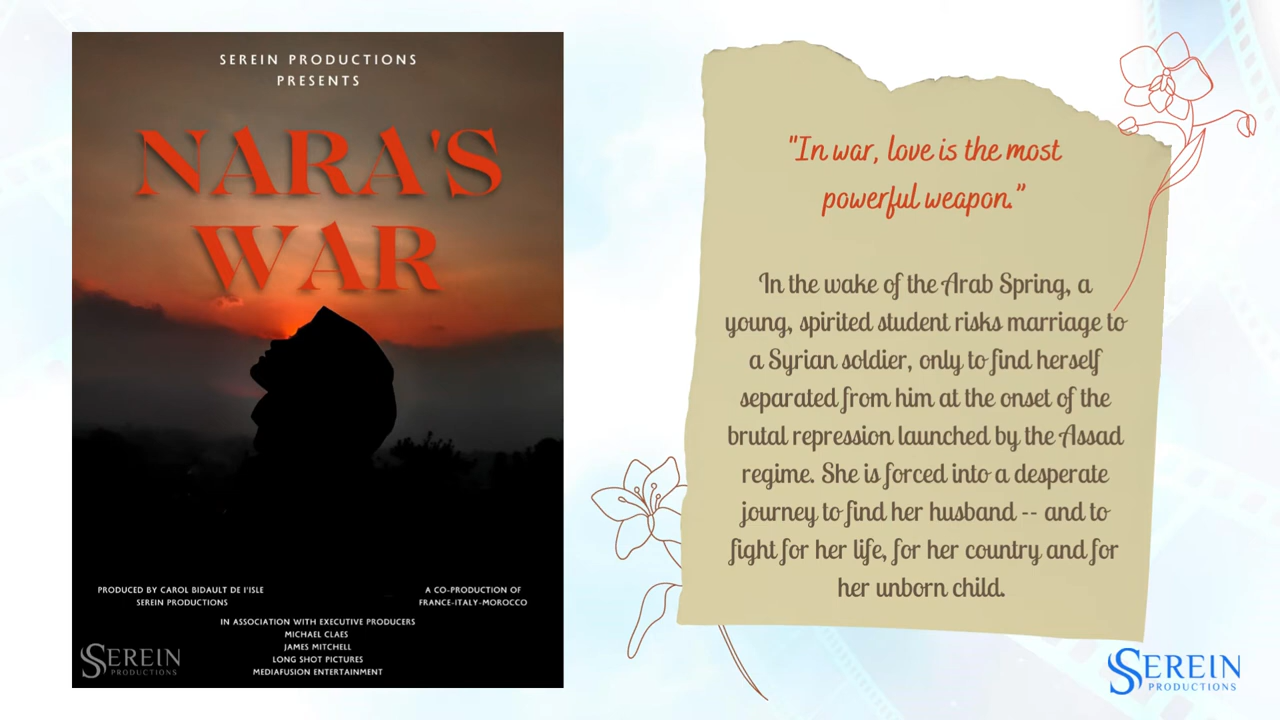 SEREIN PRODUCTIONS
PRESENTS
NARA'S
WAR
PRODUCED BY CAROL BIDAULT DE I'ISLE
SEREIN PRODUCTIONS
A CO-PRODUCTION OF
FRANCE-ITALY-MOROCCO
IN ASSOCIATION WITH EXECUTIVE PRODUCERS
MICHAEL CLAES
JAMES MITCHELL
LONG SHOT PICTURES
MEDIAFUSION ENTERTAINMENT
SEREIN
PRODUCTIONS
"In war, love is the most
powerful weapon."
In the wake of the Arab Spring, a
young, spirited student risks marriage to
a Syrian soldier, only to find herself
separated from him at the onset of the
brutal repression launched by the Assad
regime. She is forced into a desperate
journey to find her husband -- and to
fight for her life, for her country and for
her unborn child.
SEREIN
PRODUCTIONS